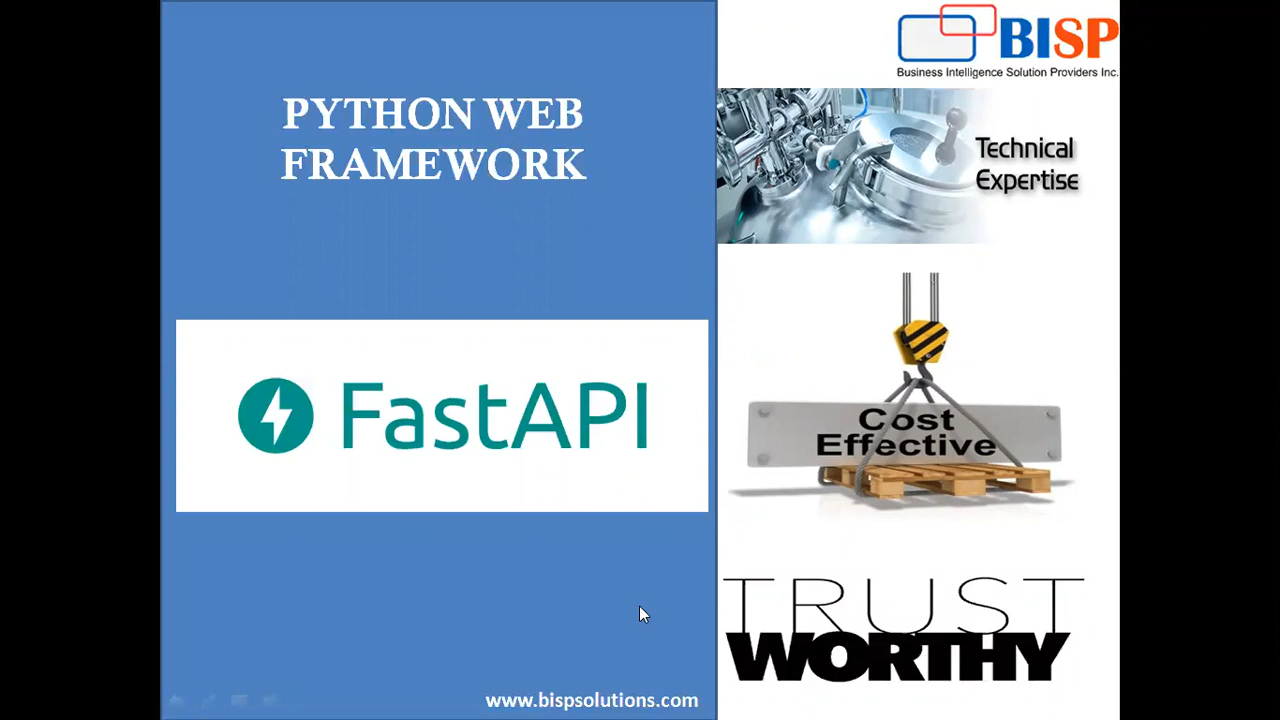 PYTHON WEB
FRAMEWORK
FastAPI
www.bispsolutions.com
BISP
Business Intelligence Solution Providers Inc.
Technical
Expertise
Cost
Effective
TRUST
WORTHY